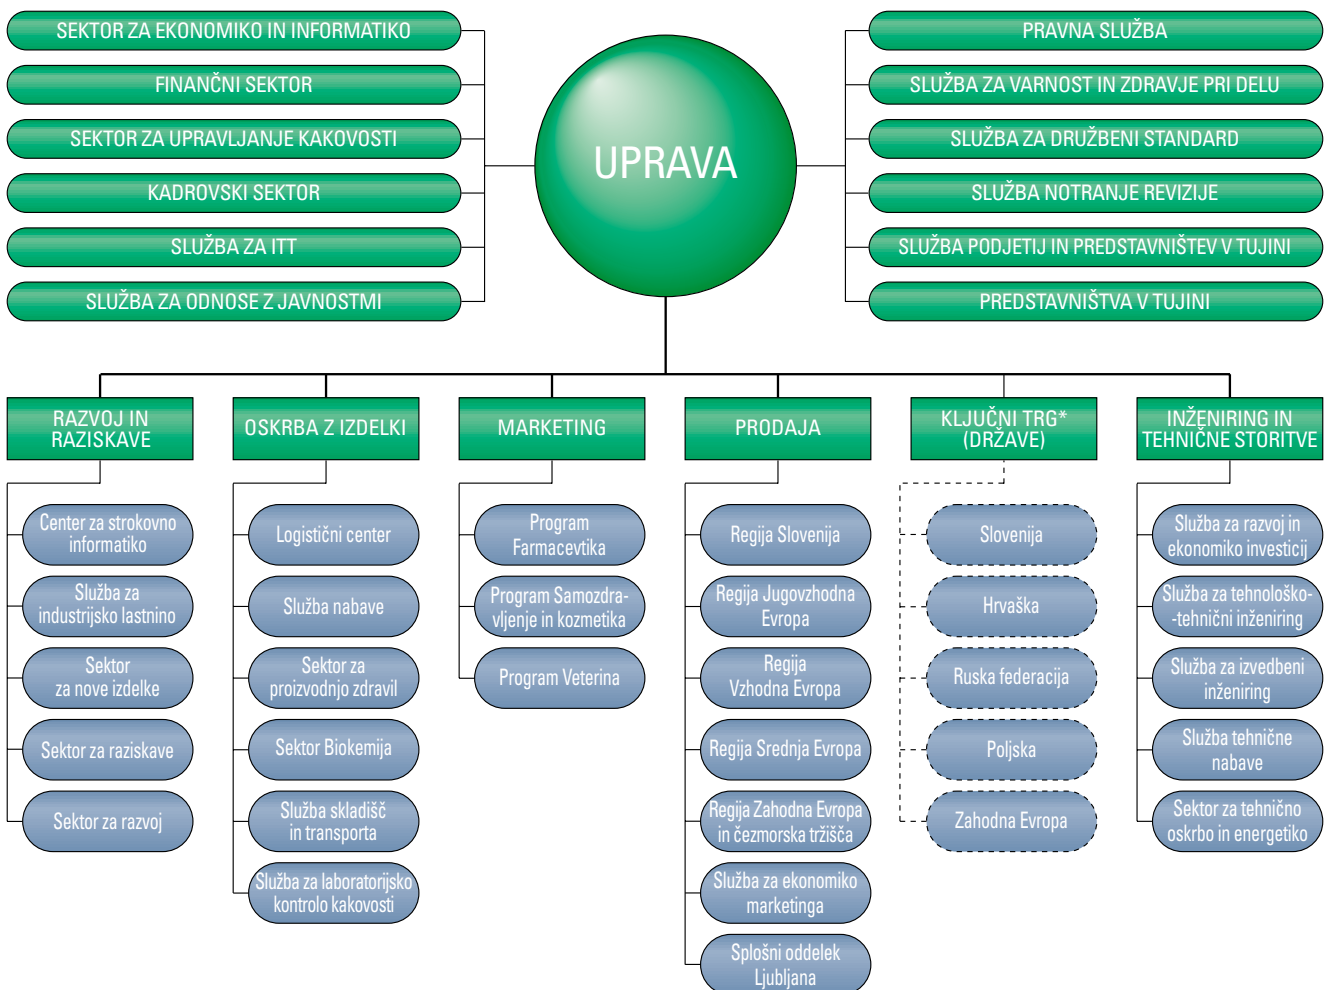 SEKTOR ZA EKONOMIKO IN INFORMATIKO
FINANČNI SEKTOR
SEKTOR ZA UPRAVLJANJE KAKOVOSTI
KADROVSKI SEKTOR
SLUŽBA ZA ITT
SLUŽBA ZA ODNOSE Z JAVNOSTMI
UPRAVA
PRAVNA SLUŽBA
SLUŽBA ZA VARNOST IN ZDRAVJE PRI DELU
SLUŽBA ZA DRUŽBENI STANDARD
SLUŽBA NOTRANJE REVIZIJE
SLUŽBA PODJETIJ IN PREDSTAVNIŠTEV V TUJINI
PREDSTAVNIŠTVA V TUJINI
RAZVOJ IN
RAZISKAVE
Center za strokovno
informatiko
Služba za
industrijsko lastnino
Sektor
za nove izdelke
Sektor za raziskave
Sektor za razvoj
OSKRBA Z IZDELKI
Logistični center
Služba nabave
Sektor za
proizvodnjo zdravil
Sektor Biokemija
Služba skladišč
in transporta
Služba za laboratorijsko
kontrolo kakovosti
MARKETING
Program
Farmacevtika
Program Samozdra-
vljenje in kozmetika
Program Veterina
PRODAJA
Regija Slovenija
Regija Jugovzhodna
Evropa
Regija
Vzhodna Evropa
Regija Srednja Evropa
Regija Zahodna Evropa
in čezmorska tržišča
Služba za ekonomiko
marketinga
Splošni oddelek
Ljubljana
KLJUČNI TRG*
(DRŽAVE)
Slovenija
Hrvaška
Ruska federacija
Poljska
Zahodna Evropa
INŽENIRING IN
TEHNIČNE STORITVE
Služba za razvoj in
ekonomiko investicij
Služba za tehnološko-
-tehnični inženiring
Služba za izvedbeni
inženiring
Služba tehnične
nabave
Sektor za tehnično
oskrbo in energetiko